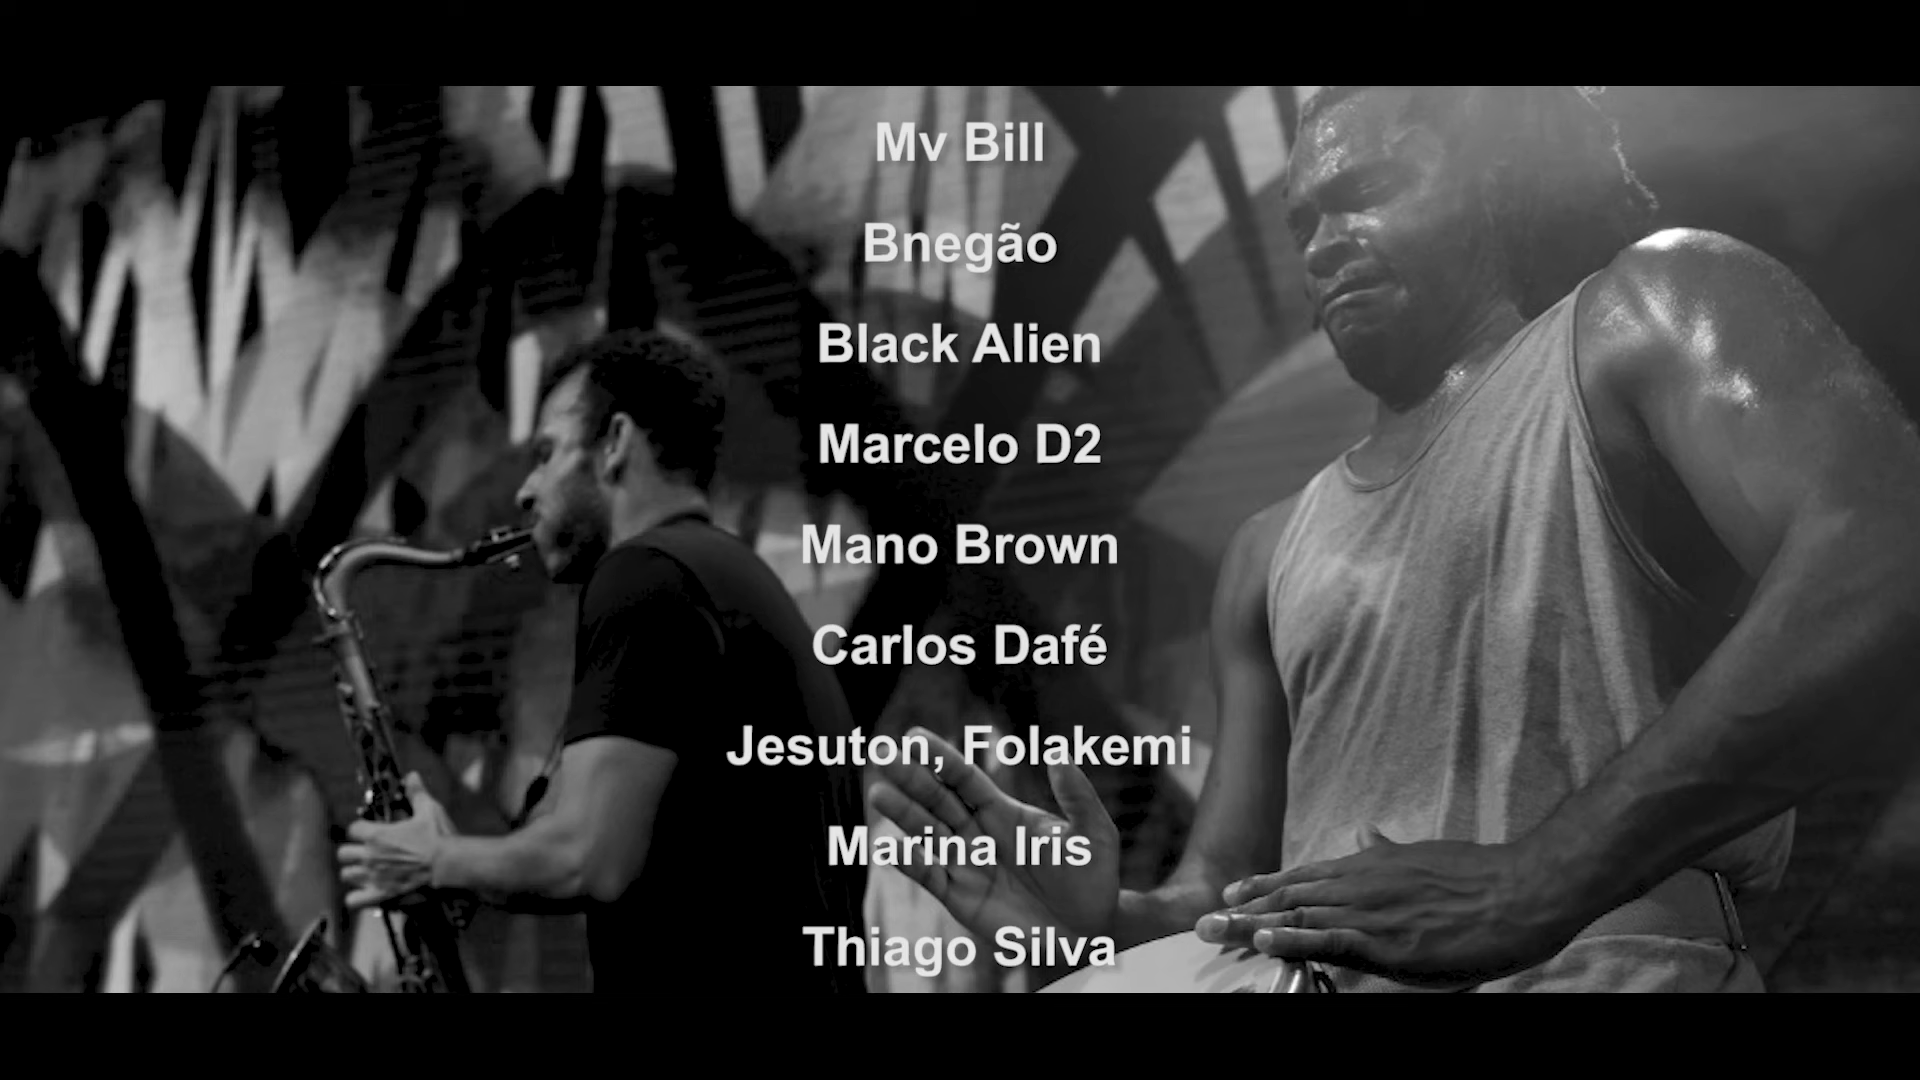 Mv Bill
Bnegão
Black Alien
Marcelo D2
Mano Brown
Carlos Dafé
Jesuton, Folakemi
Marina Iris
Thiago Silva